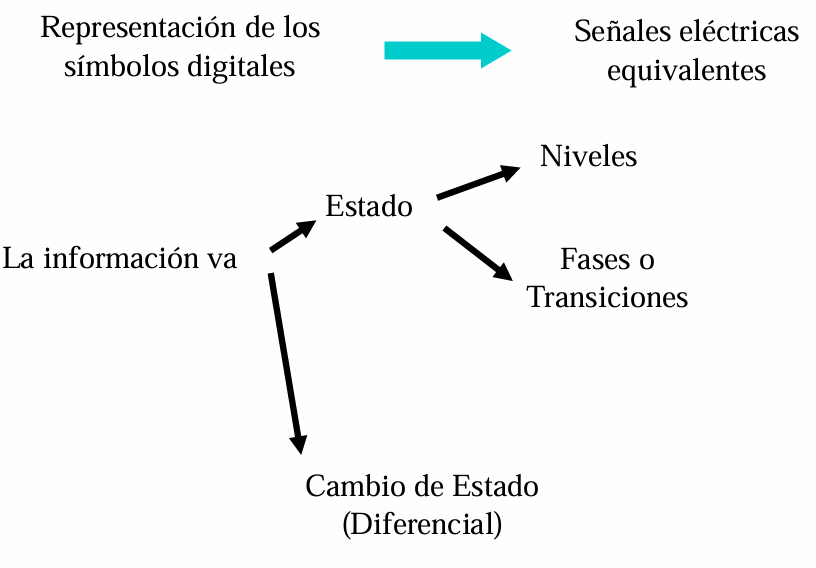 Representación de los
símbolos digitales
Señales eléctricas
equivalentes
Niveles
Estado
La información va
Fases o
Transiciones
Cambio de Estado
(Diferencial)